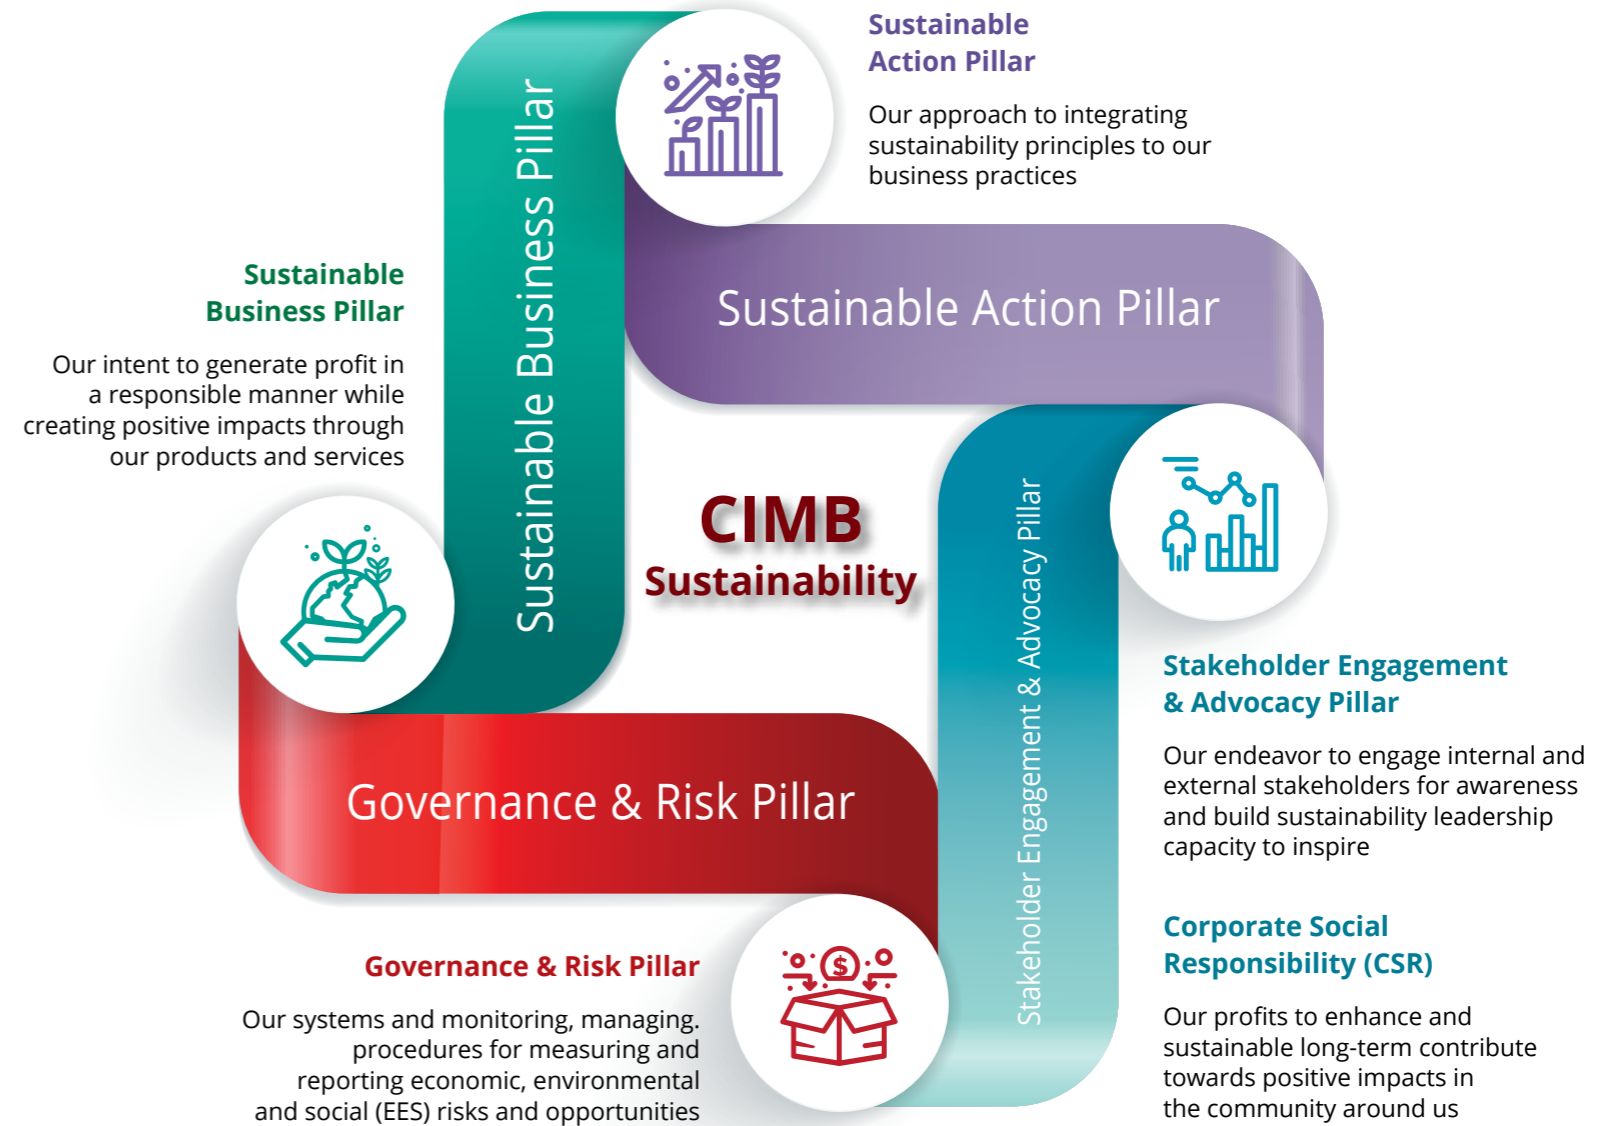 Sustainable
Action Pillar
Our approach to integrating
sustainability principles to our
business practices
Sustainable Business Pillar
Sustainable Action Pillar
Sustainable
Business Pillar
Our intent to generate profit in
a responsible manner while
creating positive impacts through
our products and services
CIMB
Sustainability
Stakeholder Engagement & Advocacy Pillar
Stakeholder Engagement
& Advocacy Pillar
Our endeavor to engage internal and
external stakeholders for awareness
and build sustainability leadership
capacity to inspire
Governance & Risk Pillar
Governance & Risk Pillar
Our systems and monitoring, managing.
procedures for measuring and
reporting economic, environmental
and social (EES) risks and opportunities
$
Corporate Social
Responsibility (CSR)
Our profits to enhance and
sustainable long-term contribute
towards positive impacts in
the community around us